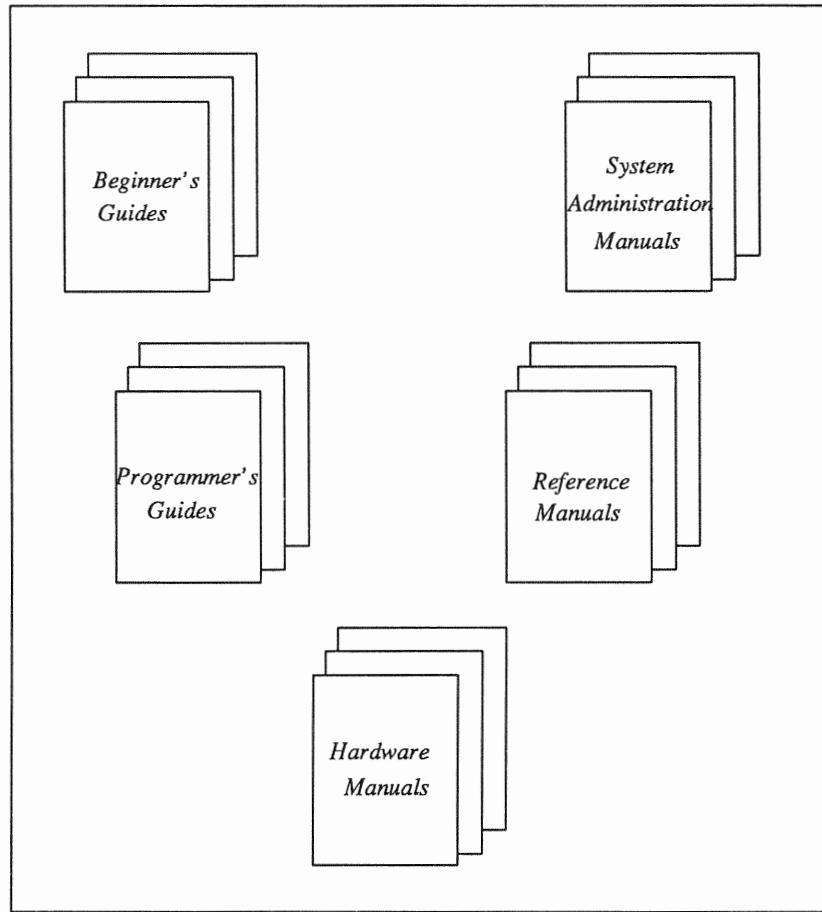 Beginner's
Guides
System
Administration
Manuals
Programmer's
Guides
Reference
Manuals
Hardware
Manuals